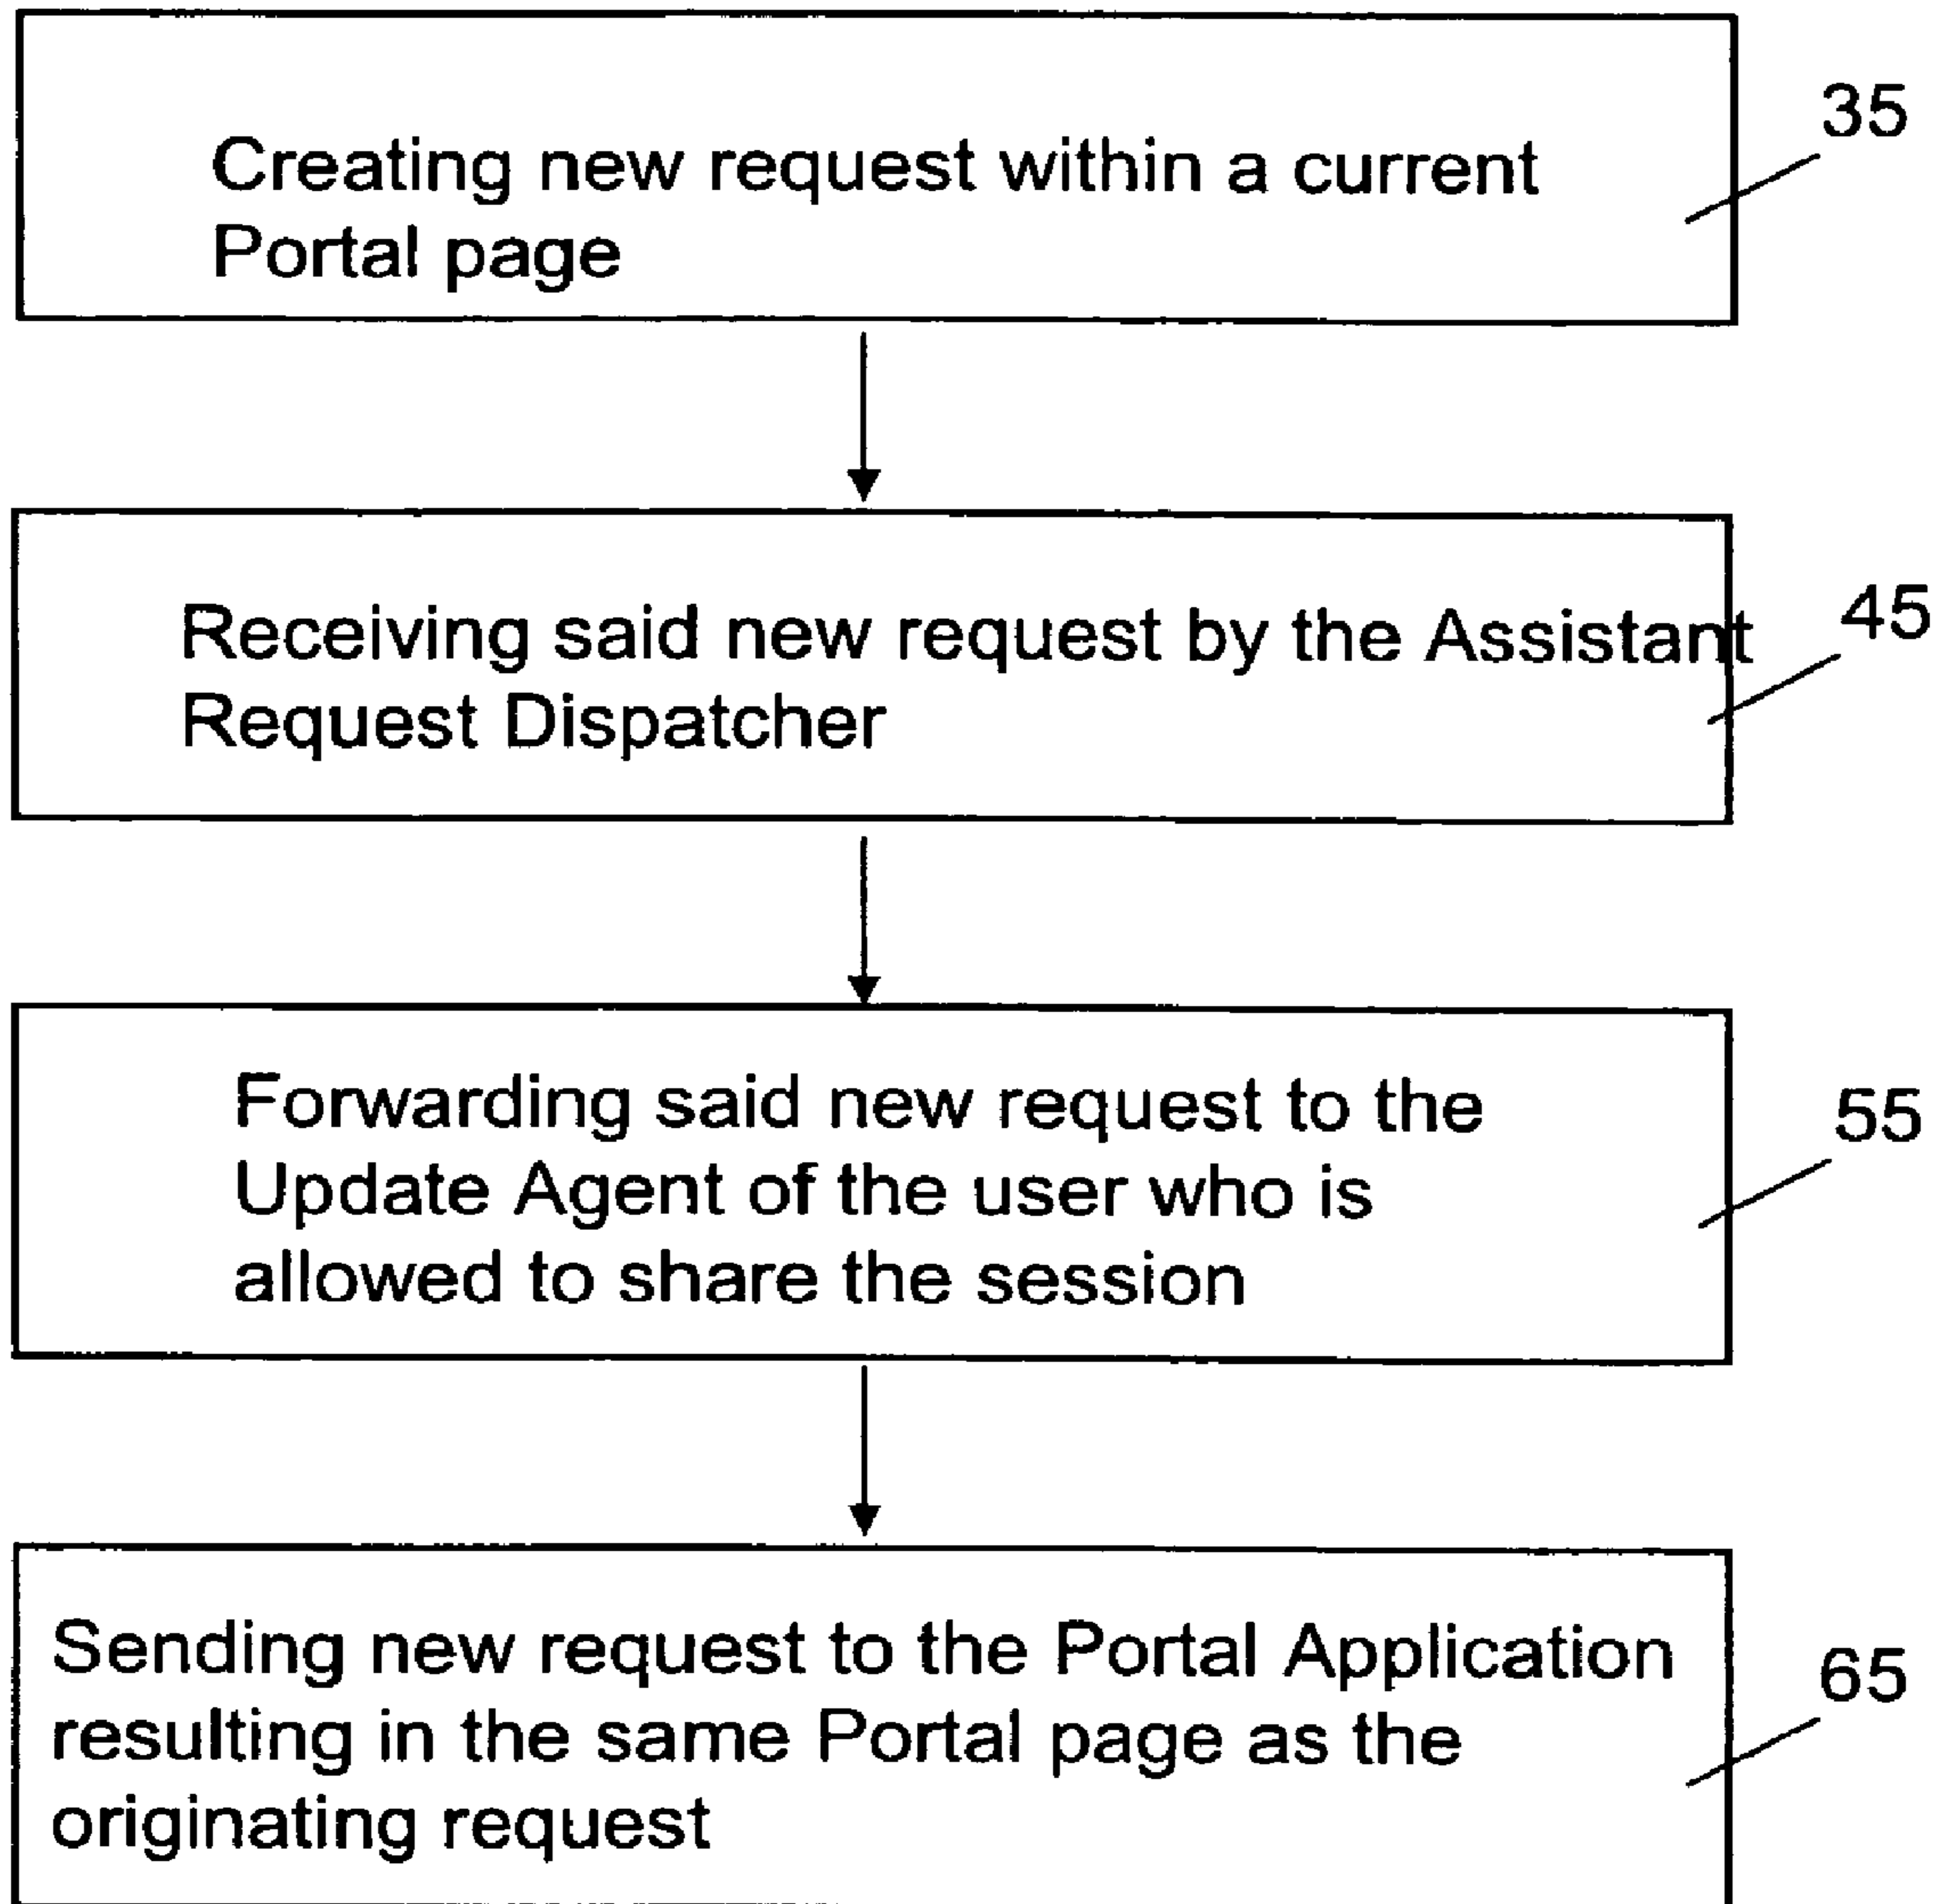 35
Creating new request within a current
Portal page
45
Receiving said new request by the Assistant
Request Dispatcher
55
Forwarding said new request to the
Update Agent of the user who is
allowed to share the session
65
Sending new request to the Portal Application
resulting in the same Portal page as the
originating request